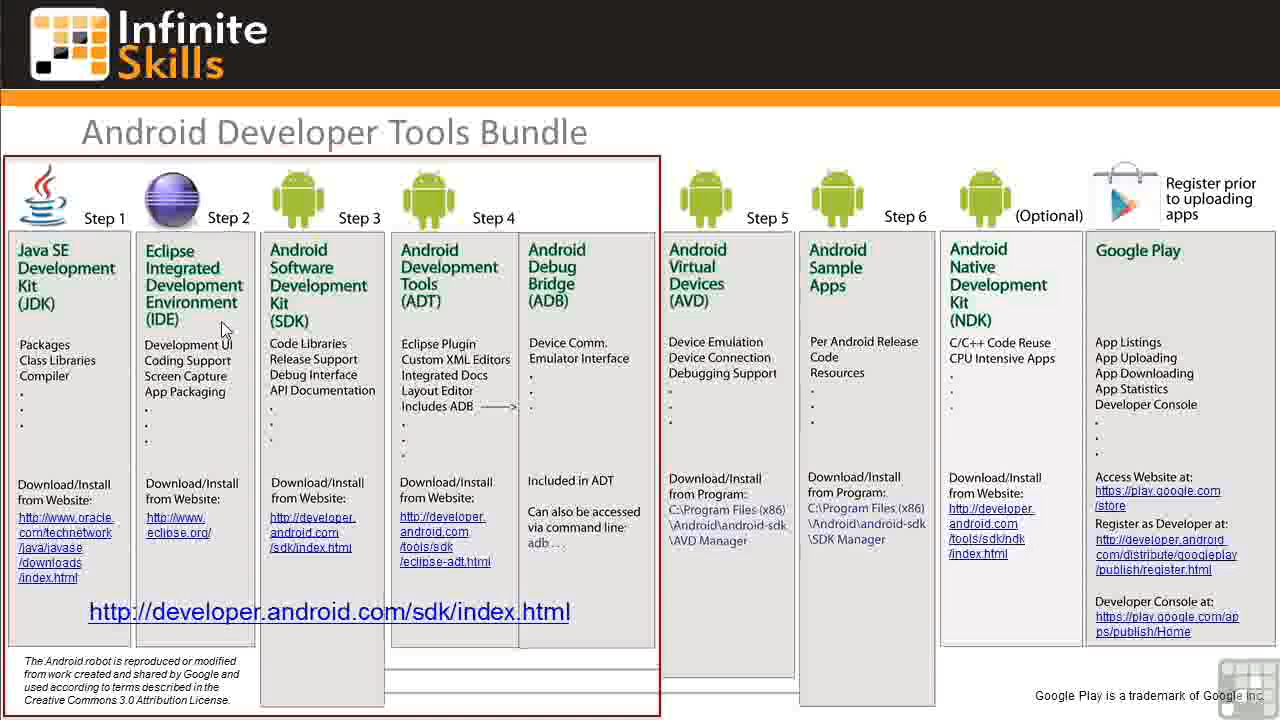 Infinite
Skills
Android Developer Tools Bundle
Step 1
Java SE
Development
Kit
(JDK)
Packages
Class Libraries
Compiler
.
.
.
Download/Install
from Website:
http://www.oracle.
com/technetwork
/java/javase
/downloads
/index.html
Step 2
Eclipse
Integrated
Development
Environment
(IDE)
Development UI
Coding Support
Screen Capture
App Packaging
.
.
.
Download/Install
from Website:
http://www.
eclipse.org/
Step 3
Android
Software
Development
Kit
(SDK)
Code Libraries
Release Support
Debug Interface
API Documentation
.
.
.
Download/Install
from Website:
http://developer.
android.com
/sdk/index.html
Step 4
Android
Development
Tools
(ADT)
Eclipse Plugin
Custom XML Editors
Integrated Docs
Layout Editor
Includes ADB
.
.
.
Download/Install
from Website:
http://developer.
android.com
/tools/sdk
/eclipse-adt.html
Android
Debug
Bridge
(ADB)
Device Comm.
Emulator Interface
.
.
.
Included in ADT
Can also be accessed
via command line:
adb . . .
http://developer.android.com/sdk/index.html
Step 5
Android
Virtual
Devices
(AVD)
Device Emulation
Device Connection
Debugging Support
.
.
.
Download/Install
from Program:
C:\Program Files (x86)
\Android\android-sdk
\AVD Manager
Step 6
Android
Sample
Apps
Per Android Release
Code
Resources
.
.
.
Download/Install
from Program:
C:\Program Files (x86)
\Android\android-sdk
\SDK Manager
(Optional)
Android
Native
Development
Kit
(NDK)
C/C++ Code Reuse
CPU Intensive Apps
.
.
.
Download/Install
from Website:
http://developer.
android.com
/tools/sdk/ndk
/index.html
Register prior
to uploading
apps
Google Play
App Listings
App Uploading
App Downloading
App Statistics
Developer Console
.
.
.
Access Website at:
https://play.google.com
/store
Register as Developer at:
http://developer.android.
com/distribute/googleplay
/publish/register.html
Developer Console at:
https://play.google.com/ap
ps/publish/Home
The Android robot is reproduced or modified
from work created and shared by Google and
used according to terms described in the
Creative Commons 3.0 Attribution License.
Google Play is a trademark of Google Inc.